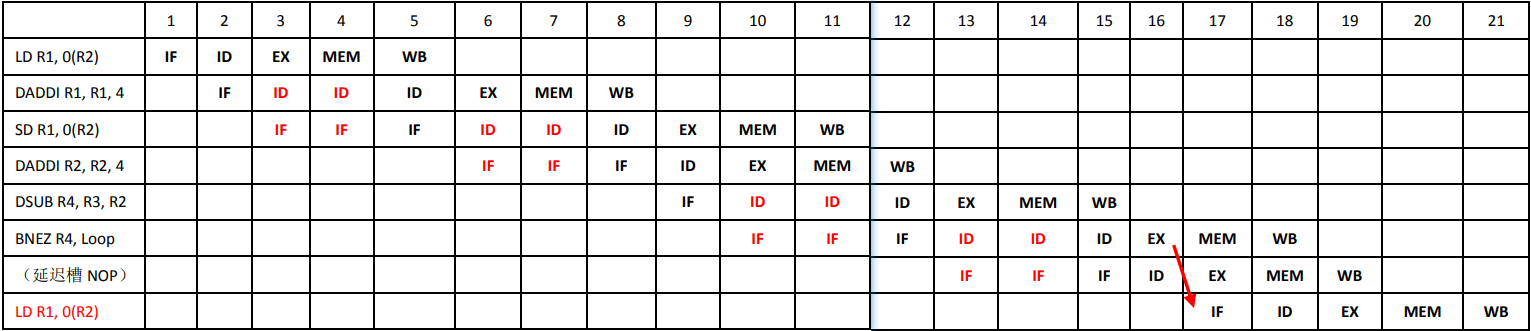 1 2 3 4 5 6 7 8 9 10 11 12 13 14 15 16 17 18 19 20 21
LD R1, 0(R2) IF ID EX MEM WB
DADDI R1, R1, 4 IF ID ID ID EX MEM WB
SD R1, 0(R2) IF IF IF ID ID ID EX MEM WB
DADDI R2, R2, 4 IF IF IF ID EX MEM WB
DSUB R4, R3, R2 IF ID ID ID EX MEM WB
BNEZ R4, Loop IF IF IF ID ID ID EX MEM WB
（延迟槽 NOP） IF IF IF ID EX MEM WB
LD R1, 0(R2) IF ID EX MEM WB